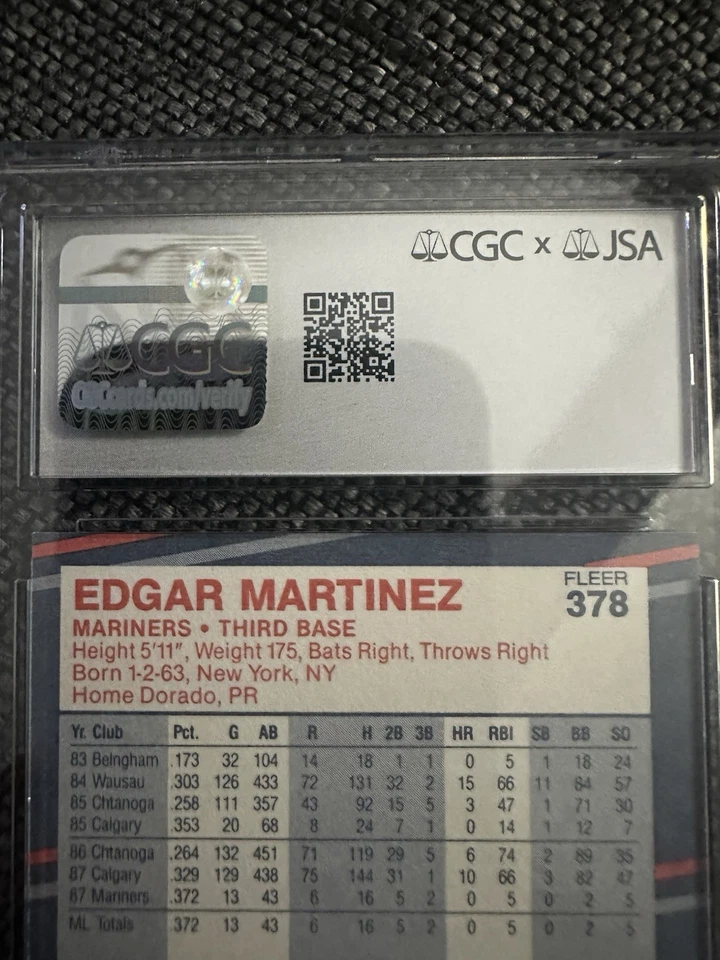 CGC x JSA
CGC
CGCcards.com/verify
EDGAR MARTINEZ
FLEER
378
MARINERS • THIRD BASE
Height 5'11", Weight 175, Bats Right, Throws Right
Born 1-2-63, New York, NY
Home Dorado, PR
Yr. Club Pct. G AB R H 2B 3B HR RBI SB BB SO
83 Belngham .173 32 104 14 18 1 1 0 5 1 18 24
84 Wausau .303 126 433 72 131 32 2 15 66 11 84 57
85 Chtanoga .258 111 357 43 92 15 5 3 47 1 71 30
85 Calgary .353 20 68 8 24 7 1 0 14 1 12 7
86 Chtanoga .264 132 451 71 119 29 5 6 74 2 89 35
87 Calgary .329 129 438 75 144 31 1 10 66 3 82 47
87 Mariners .372 13 43 6 16 5 2 0 5 0 2 5
ML Totals .372 13 43 6 16 5 2 0 5 0 2 5